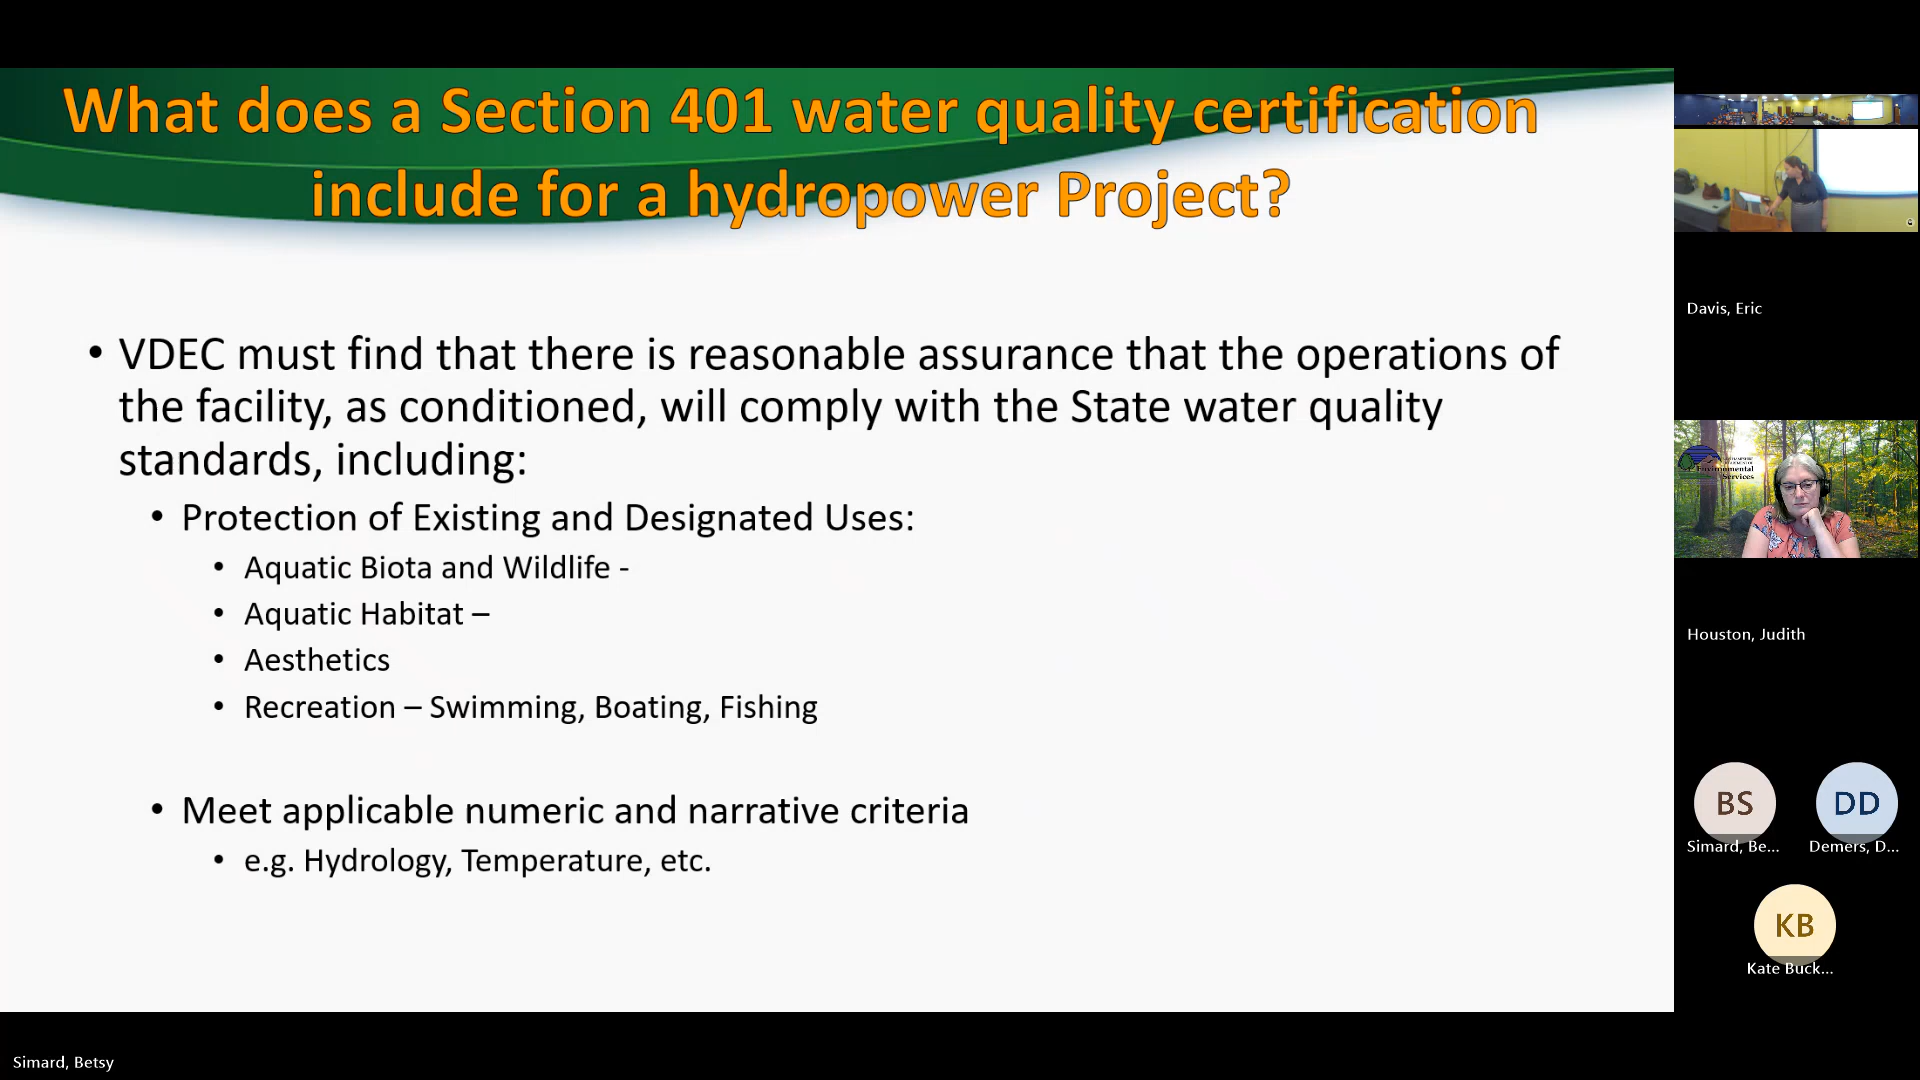 What does a Section 401 water quality certification
include for a hydropower Project?
• VDEC must find that there is reasonable assurance that the operations of
the facility, as conditioned, will comply with the State water quality
standards, including:
• Protection of Existing and Designated Uses:
• Aquatic Biota and Wildlife -
• Aquatic Habitat –
• Aesthetics
• Recreation – Swimming, Boating, Fishing
• Meet applicable numeric and narrative criteria
• e.g. Hydrology, Temperature, etc.
Davis, Eric
Environmental
Services
Houston, Judith
BS
Simard, Be...
DD
Demers, D...
KB
Kate Buck...
Simard, Betsy